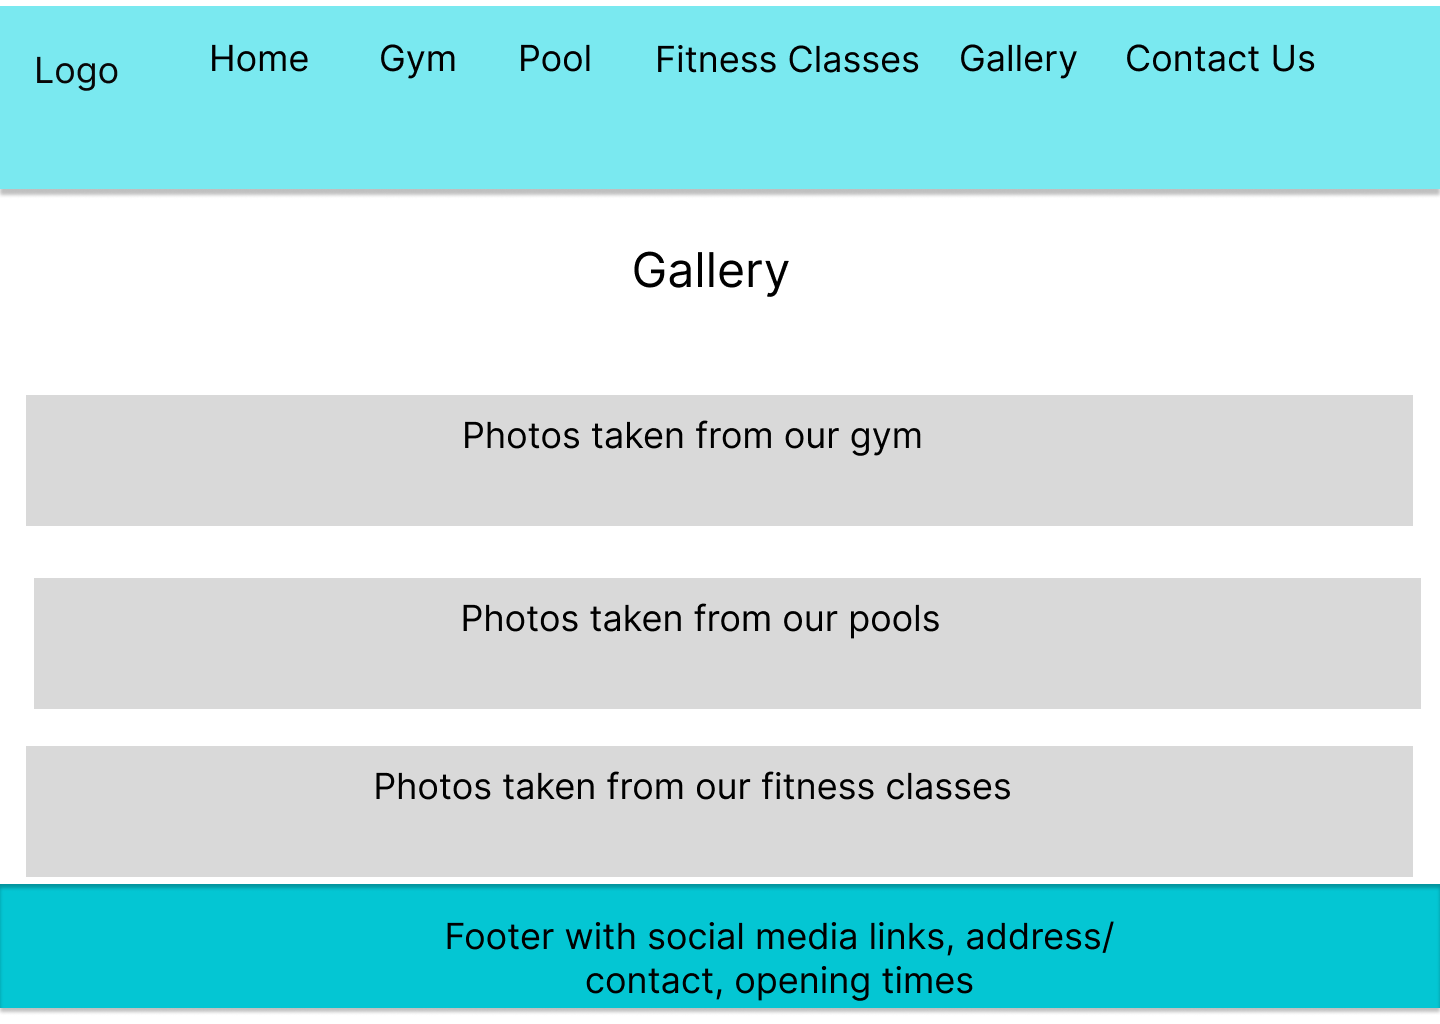 Logo
Home Gym Pool Fitness Classes Gallery Contact Us
Gallery
Photos taken from our gym
Photos taken from our pools
Photos taken from our fitness classes
Footer with social media links, address/
contact, opening times